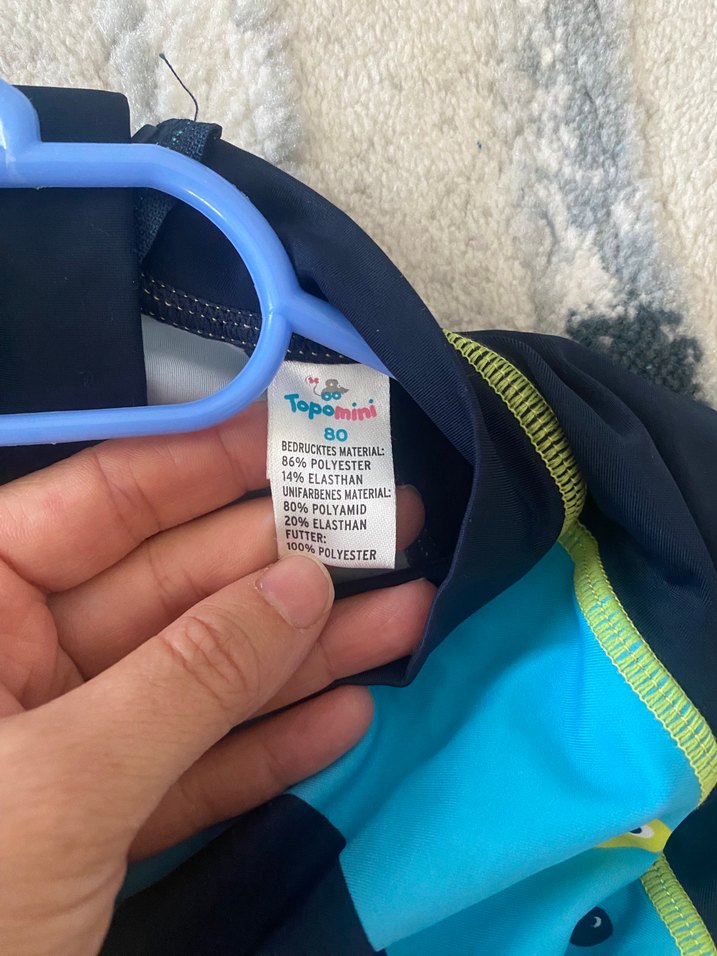 Topomini
80
BEDRUCKTES MATERIAL:
86% POLYESTER
14% ELASTHAN
UNIFARBENES MATERIAL:
80% POLYAMID
20% ELASTHAN
FUTTER:
100% POLYESTER